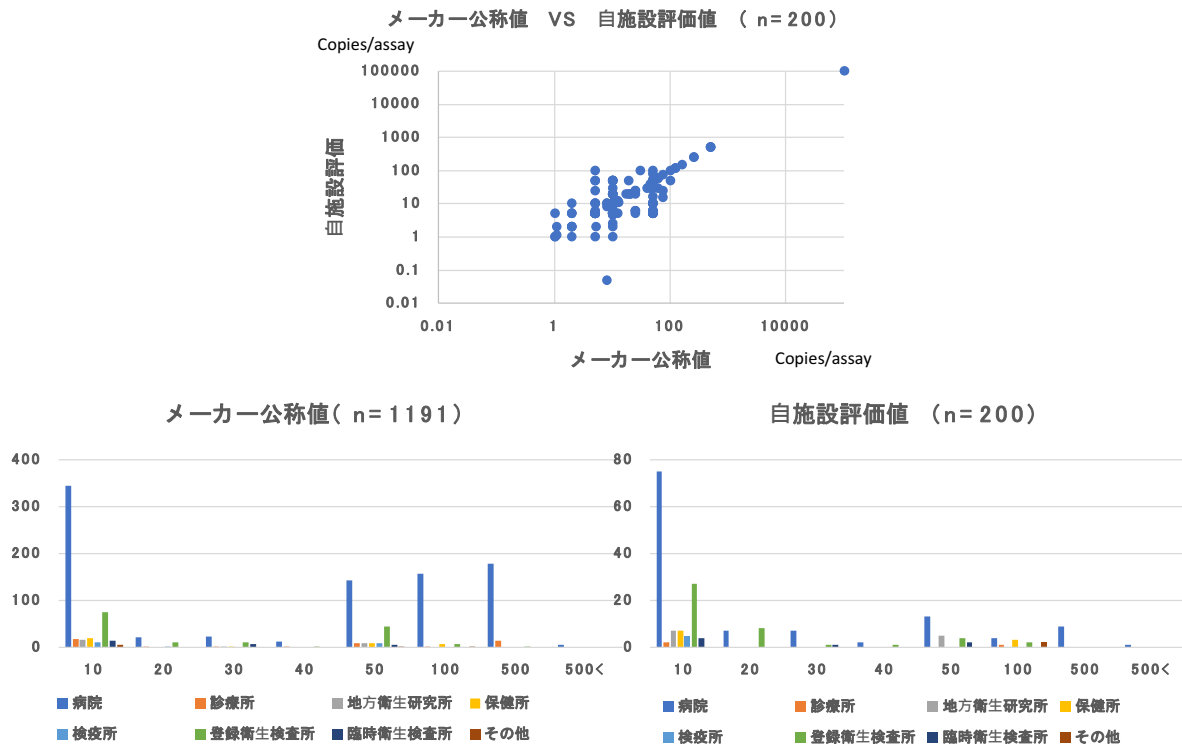 メーカー公称値 VS 自施設評価値 (n=200)
Copies/assay
100000
10000
1000
100
10
1
0.1
0.01
自施設評価
0.01 1 100 10000
メーカー公称値
Copies/assay
メーカー公称値(n=1191)
400
300
200
100
0
10 20 30 40 50 100 500 500<
病院 診療所 地方衛生研究所 保健所
検疫所 登録衛生検査所 臨時衛生検査所 その他
自施設評価値 (n=200)
80
60
40
20
0
10 20 30 40 50 100 500 500<
病院 診療所 地方衛生研究所 保健所
検疫所 登録衛生検査所 臨時衛生検査所 その他